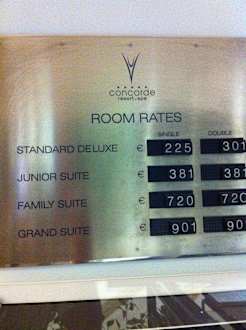 concorde
resort & spa
ROOM RATES
SINGLE DOUBLE
STANDARD DELUXE € 225 301
JUNIOR SUITE € 381 381
FAMILY SUITE € 720 720
GRAND SUITE € 901 90